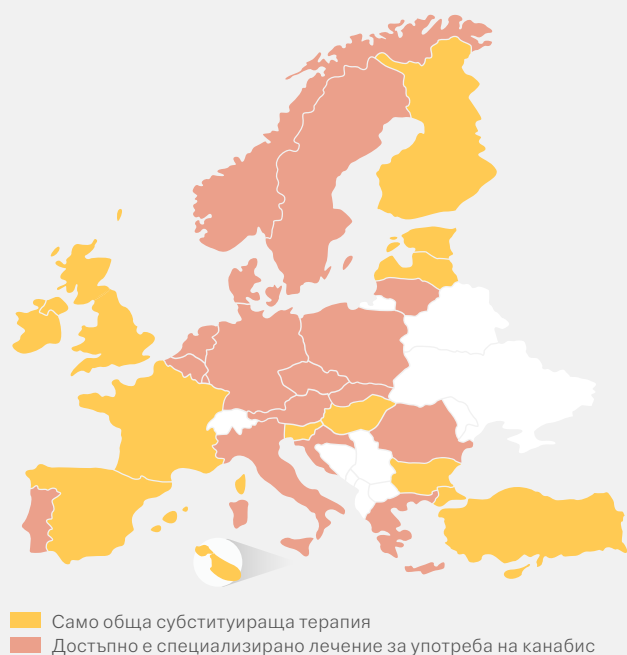 Само обща субституираща терапия
Достъпно е специализирано лечение за употреба на канабис